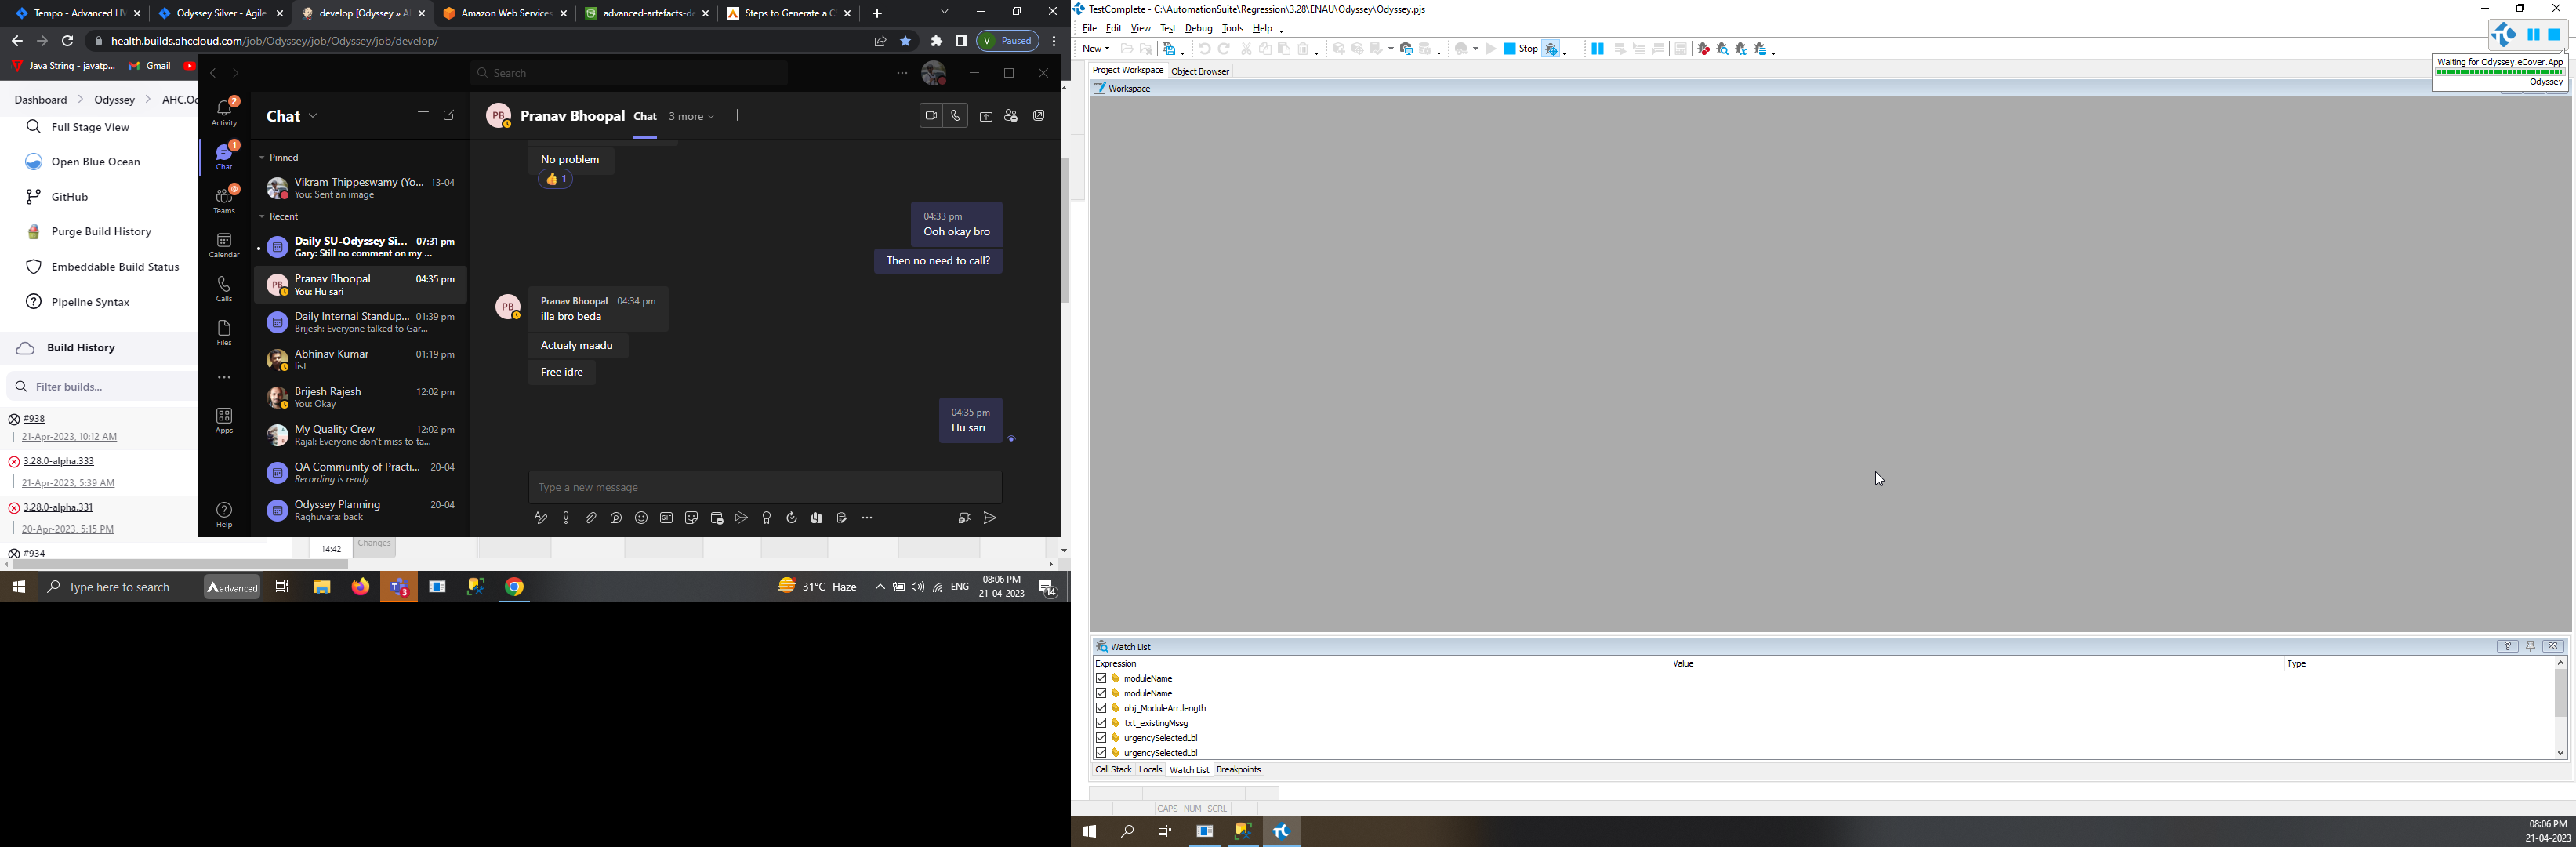 Tempo - Advanced LIV
Odyssey Silver - Agile
develop [Odyssey » A
Amazon Web Services
advanced-artefacts-de
Steps to Generate a C
health.builds.ahccloud.com/job/Odyssey/job/Odyssey/job/develop/
V Paused
Java String - javatp...
Gmail
Dashboard > Odyssey > AHC.Od
Full Stage View
Open Blue Ocean
GitHub
Purge Build History
Embeddable Build Status
Pipeline Syntax
Build History
Filter builds...
#938
21-Apr-2023, 10:12 AM
3.28.0-alpha.333
21-Apr-2023, 5:39 AM
3.28.0-alpha.331
20-Apr-2023, 5:15 PM
#934
14:42
Changes
Search
2
Activity
1
Chat
Teams
Calendar
Calls
Files
Apps
Help
Chat
Pinned
Vikram Thippeswamy (Yo... 13-04
You: Sent an image
Recent
Daily SU-Odyssey Si... 07:31 pm
Gary: Still no comment on my ...
PB Pranav Bhoopal 04:35 pm
You: Hu sari
Daily Internal Standup... 01:39 pm
Brijesh: Everyone talked to Gar...
Abhinav Kumar 01:19 pm
list
Brijesh Rajesh 12:02 pm
You: Okay
My Quality Crew 12:02 pm
Rajal: Everyone don't miss to ta...
QA Community of Practi... 20-04
Recording is ready
Odyssey Planning 20-04
Raghuvara: back
PB Pranav Bhoopal Chat 3 more
No problem
👍 1
04:33 pm
Ooh okay bro
Then no need to call?
PB Pranav Bhoopal 04:34 pm
illa bro beda
Actualy maadu
Free idre
04:35 pm
Hu sari
Type a new message
GIF
Type here to search
Aadvanced
3
31°C Haze
ENG
08:06 PM
21-04-2023
14
TestComplete - C:\AutomationSuite\Regression\3.28\ENAU\Odyssey\Odyssey.pjs
File Edit View Test Debug Tools Help
New
Stop
Waiting for Odyssey.eCover.App
Odyssey
Project Workspace Object Browser
Workspace
Watch List
Expression Value Type
moduleName
moduleName
obj_ModuleArr.length
txt_existingMssg
urgencySelectedLbl
urgencySelectedLbl
Call Stack Locals Watch List Breakpoints
CAPS NUM SCRL
08:06 PM
21-04-2023